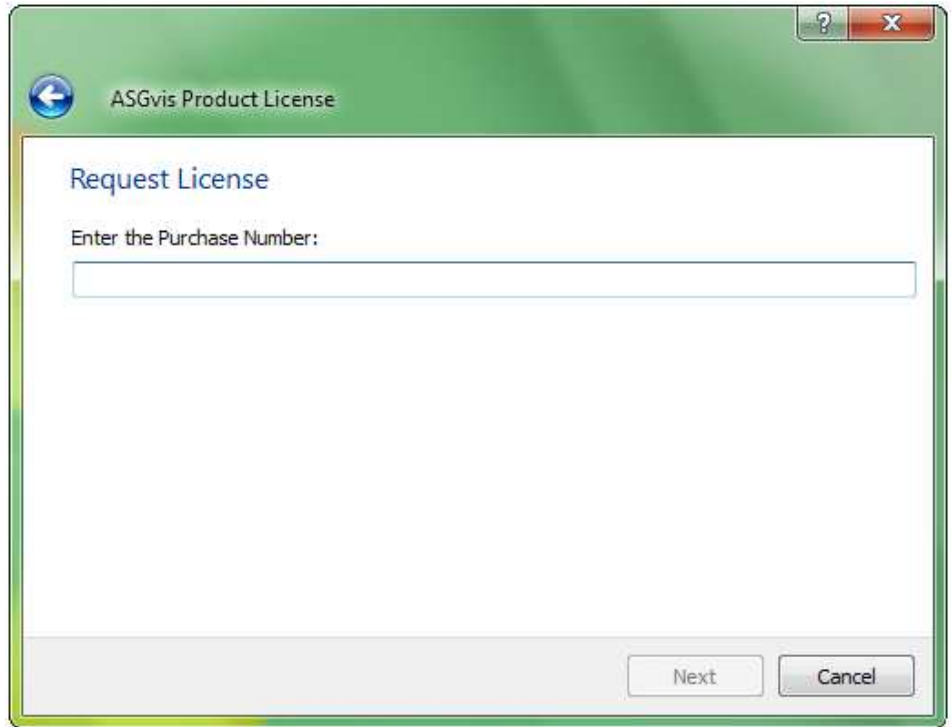 ASGvis Product License
Request License
Enter the Purchase Number:
Next
Cancel